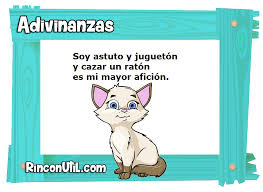 Adivinanzas
Soy astuto y juguetón
y cazar un ratón
es mi mayor afición.
RinconUtiL.com